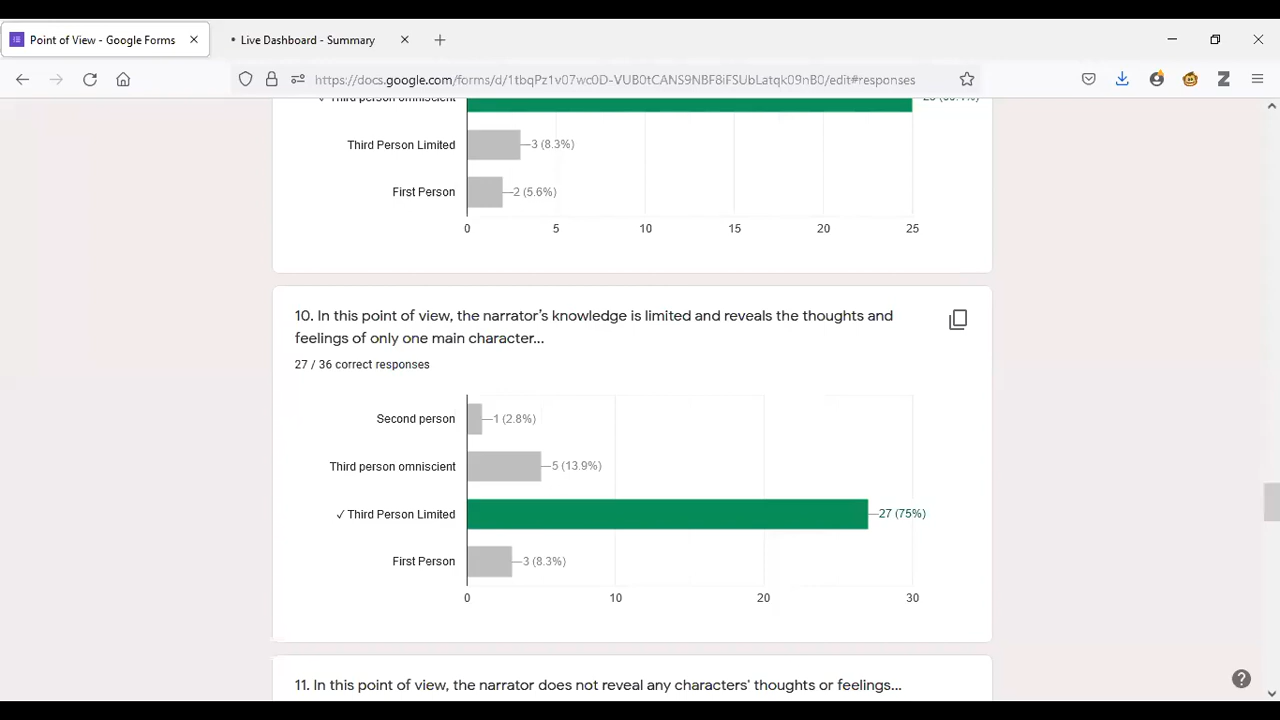 Point of View - Google Forms
Live Dashboard - Summary
https://docs.google.com/forms/d/1tbqPz1v07wc0D-VUB0tCANS9NBF8iFSUbLatqk09nB0/edit#responses
Z
Third person omniscient
Third Person Limited
3 (8.3%)
First Person
2 (5.6%)
0 5 10 15 20 25
10. In this point of view, the narrator’s knowledge is limited and reveals the thoughts and
feelings of only one main character...
27 / 36 correct responses
Second person
1 (2.8%)
Third person omniscient
5 (13.9%)
✓ Third Person Limited
27 (75%)
First Person
3 (8.3%)
0 10 20 30
11. In this point of view, the narrator does not reveal any characters' thoughts or feelings...